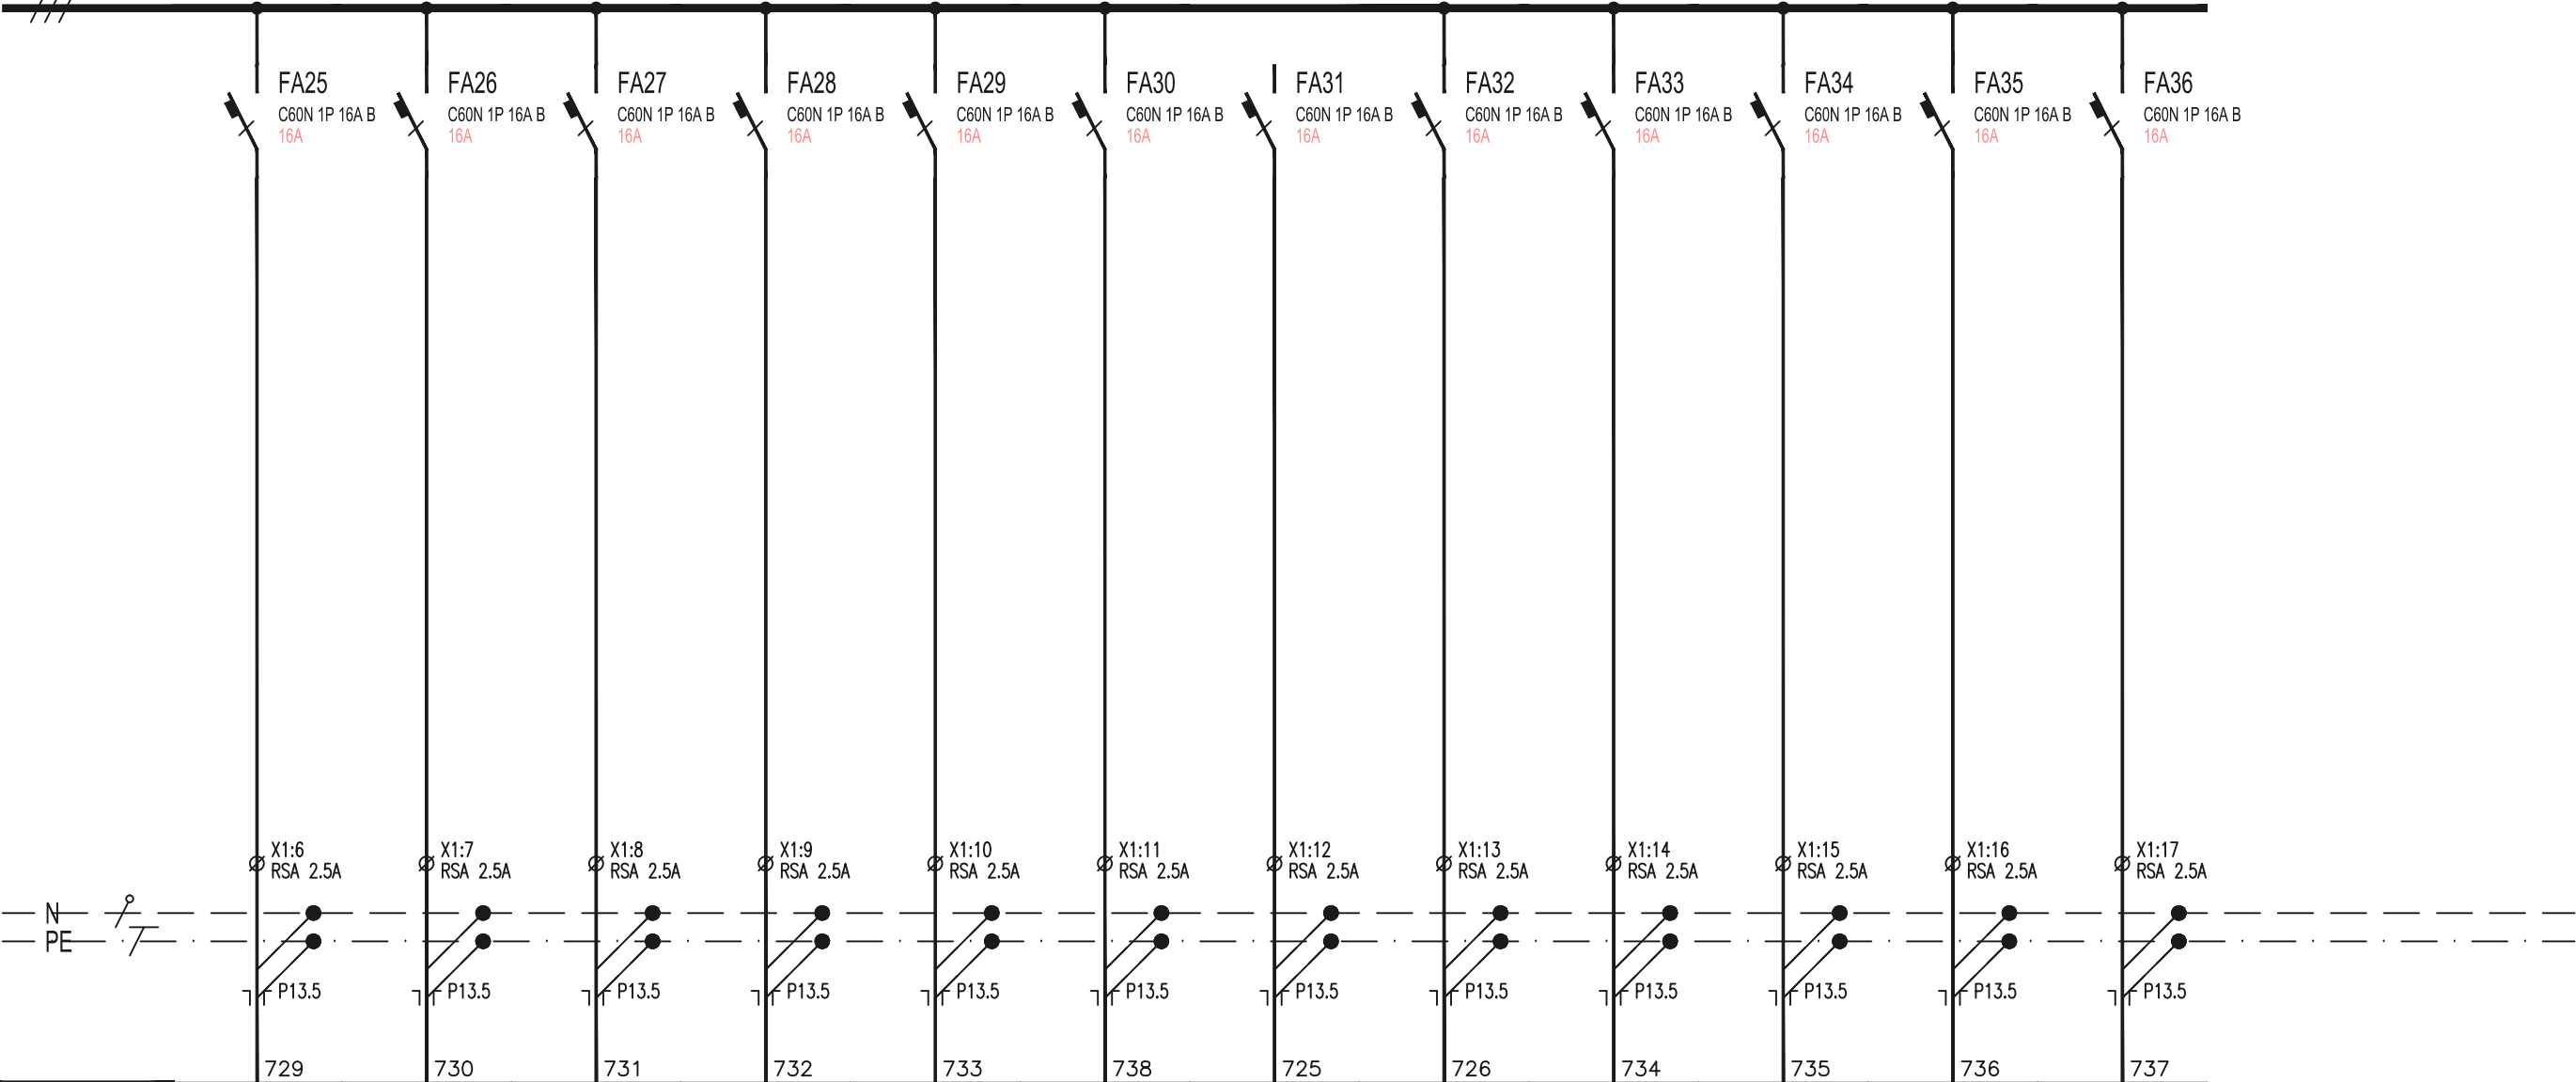 FA25 FA26 FA27 FA28 FA29 FA30 FA31 FA32 FA33 FA34 FA35 FA36
C60N 1P 16A B C60N 1P 16A B C60N 1P 16A B C60N 1P 16A B C60N 1P 16A B C60N 1P 16A B C60N 1P 16A B C60N 1P 16A B C60N 1P 16A B C60N 1P 16A B C60N 1P 16A B C60N 1P 16A B
16A 16A 16A 16A 16A 16A 16A 16A 16A 16A 16A 16A
X1:6 X1:7 X1:8 X1:9 X1:10 X1:11 X1:12 X1:13 X1:14 X1:15 X1:16 X1:17
RSA 2.5A RSA 2.5A RSA 2.5A RSA 2.5A RSA 2.5A RSA 2.5A RSA 2.5A RSA 2.5A RSA 2.5A RSA 2.5A RSA 2.5A RSA 2.5A
N
PE
P13.5 P13.5 P13.5 P13.5 P13.5 P13.5 P13.5 P13.5 P13.5 P13.5 P13.5 P13.5
729 730 731 732 733 738 725 726 734 735 736 737